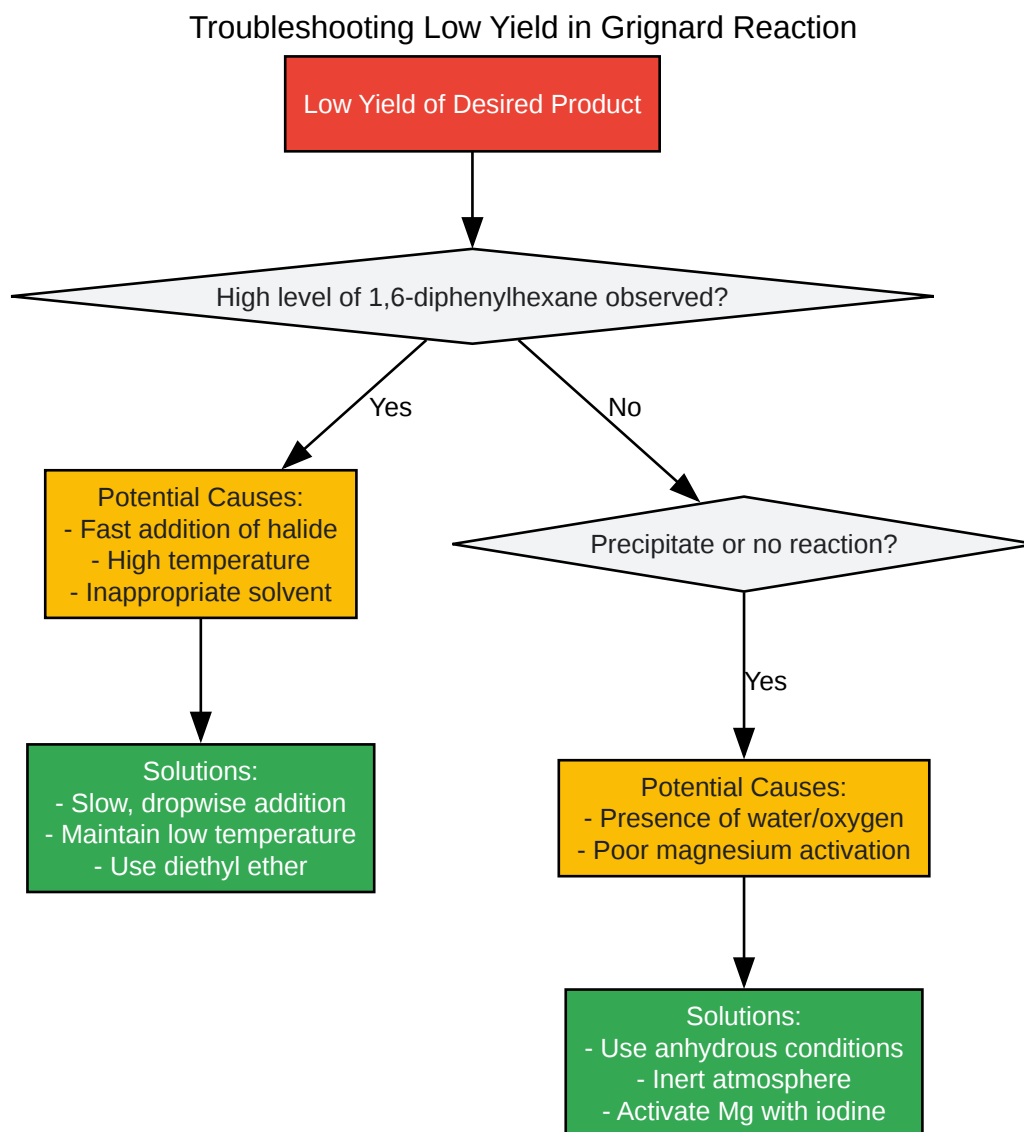 Troubleshooting Low Yield in Grignard Reaction
Low Yield of Desired Product
High level of 1,6-diphenylhexane observed?
Yes
No
Potential Causes:
- Fast addition of halide
- High temperature
- Inappropriate solvent
Precipitate or no reaction?
Yes
Solutions:
- Slow, dropwise addition
- Maintain low temperature
- Use diethyl ether
Potential Causes:
- Presence of water/oxygen
- Poor magnesium activation
Solutions:
- Use anhydrous conditions
- Inert atmosphere
- Activate Mg with iodine